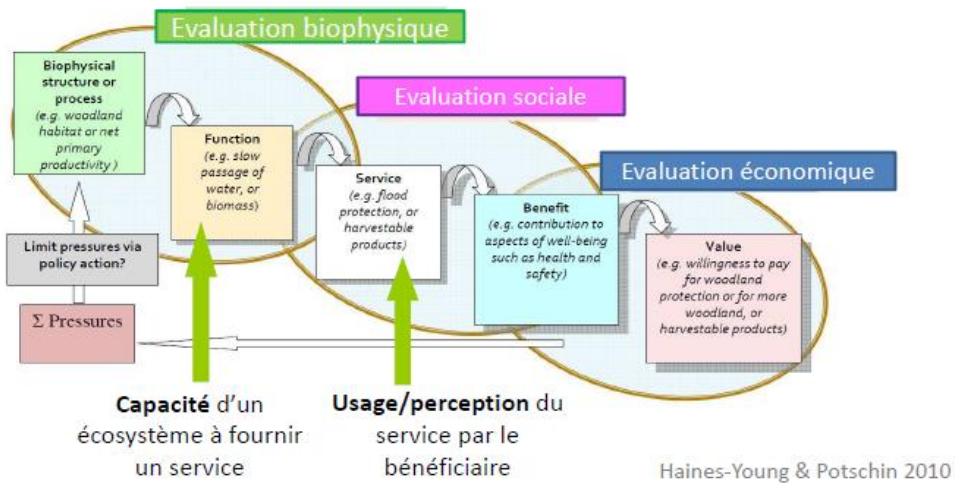 Evaluation biophysique
Biophysical
structure or
process
(e.g. woodland
habitat or net
primary
productivity )
Evaluation sociale
Function
(e.g. slow
passage of
water, or
biomass)
Service
(e.g. flood
protection, or
harvestable
products)
Evaluation économique
Benefit
(e.g. contribution to
aspects of well-being
such as health and
safety)
Value
(e.g. willingness to pay
for woodland
protection or for more
woodland, or
harvestable products)
Limit pressures via
policy action?
Σ Pressures
Capacité d’un
écosystème à fournir
un service
Usage/perception du
service par le
bénéficiaire
Haines-Young & Potschin 2010